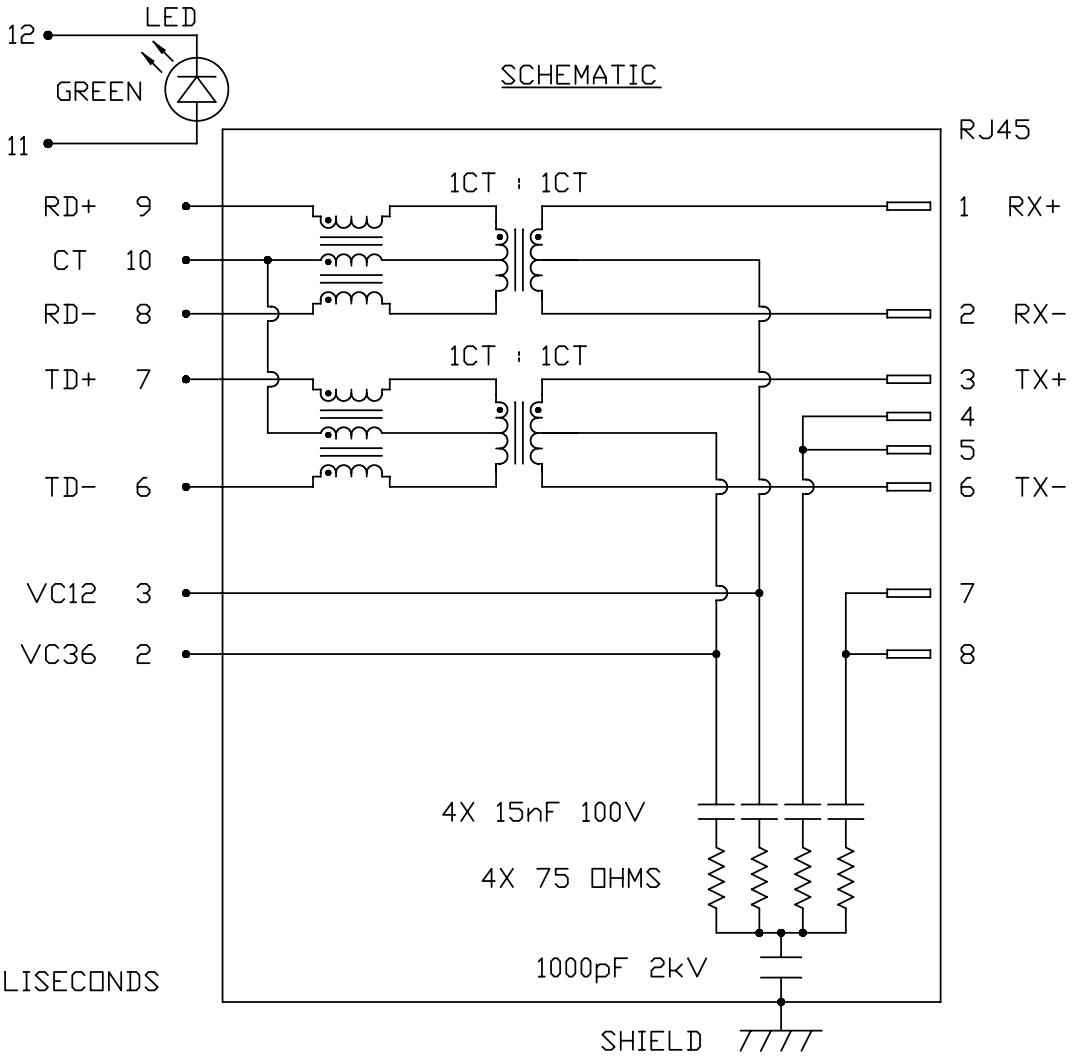 LED
12
SCHEMATIC
GREEN
11
RJ45
1CT : 1CT
RD+ 9
1 RX+
CT 10
RD- 8
2 RX-
1CT : 1CT
TD+ 7
3 TX+
4
5
TD- 6
6 TX-
VC12 3
7
VC36 2
8
4X 15nF 100V
4X 75 OHMS
1000pF 2kV
LISECONDS
SHIELD